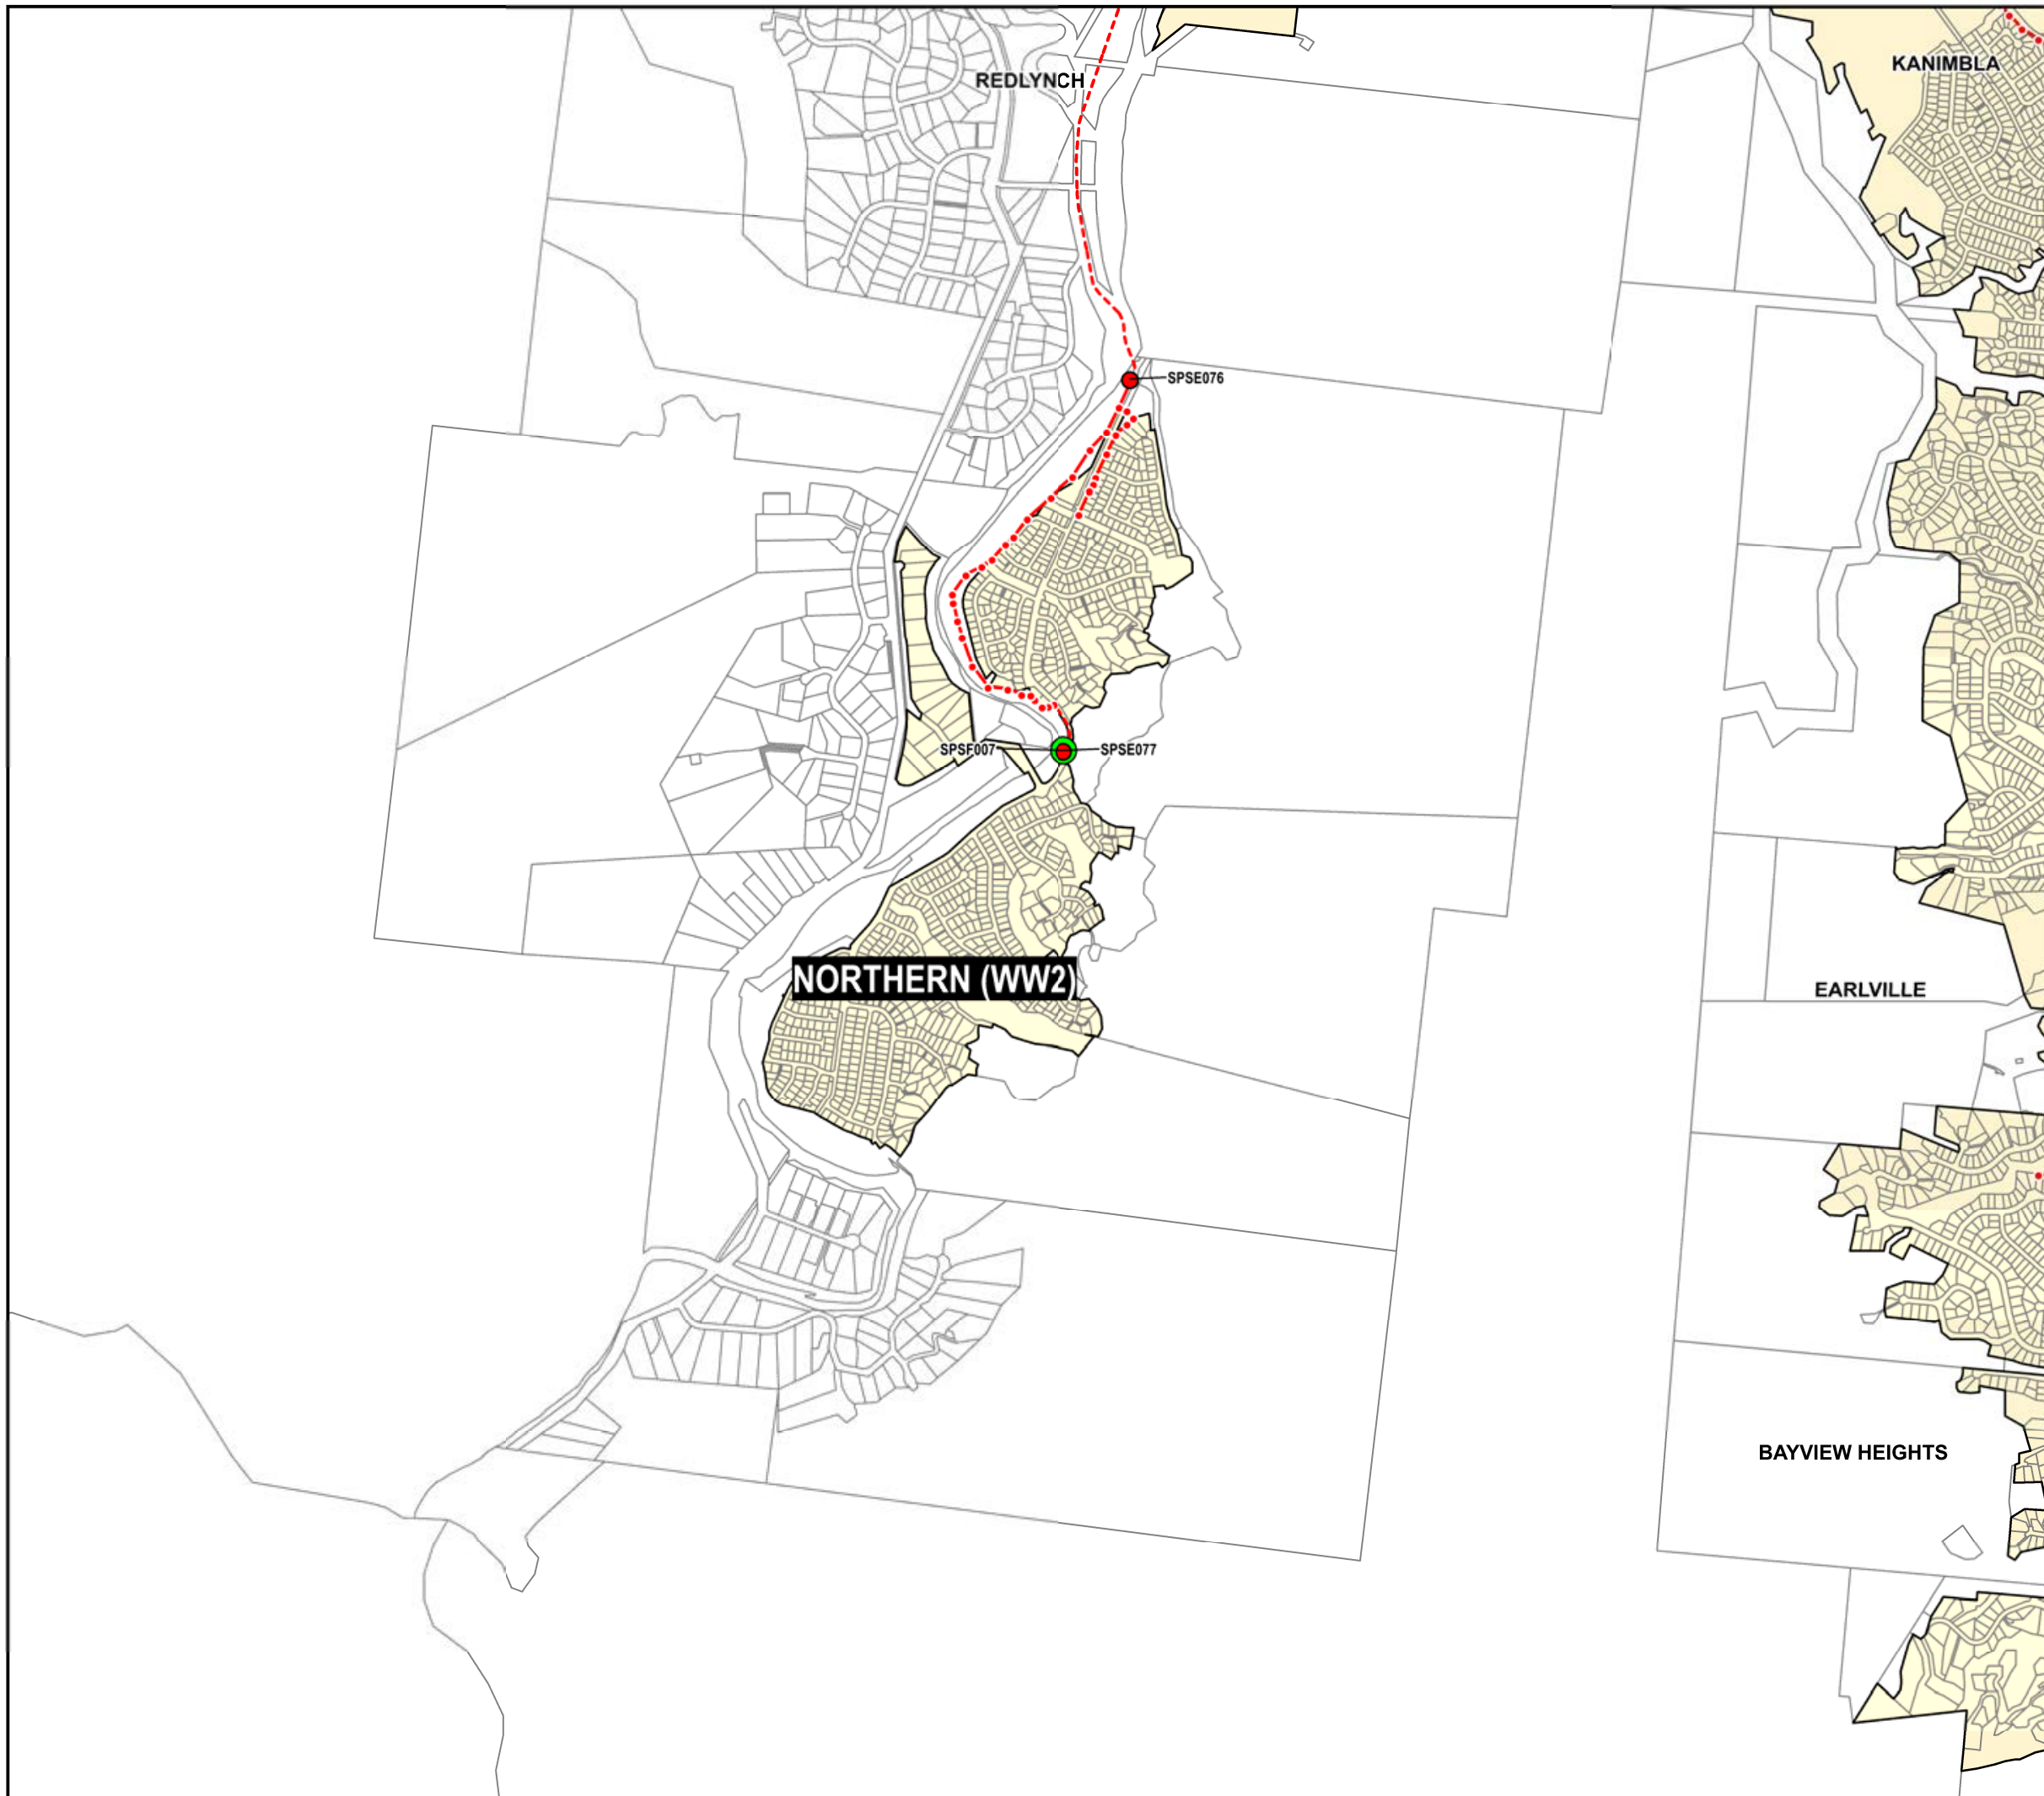 KANIMBLA
REDLYNCH
SPSE076
SPSF007
SPSE077
NORTHERN (WW2)
EARLVILLE
BAYVIEW HEIGHTS